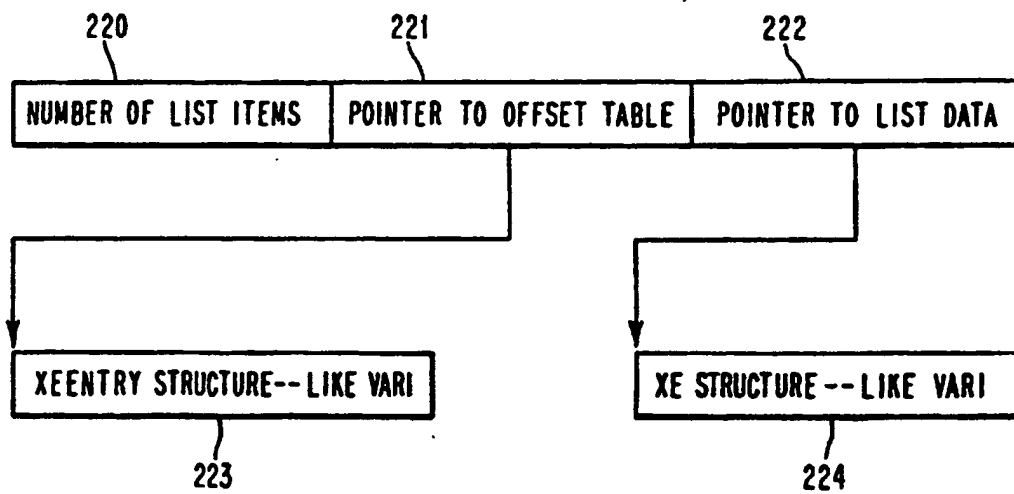 220 221 222
NUMBER OF LIST ITEMS POINTER TO OFFSET TABLE POINTER TO LIST DATA
XEENTRY STRUCTURE--LIKE VARI XE STRUCTURE--LIKE VARI
223 224